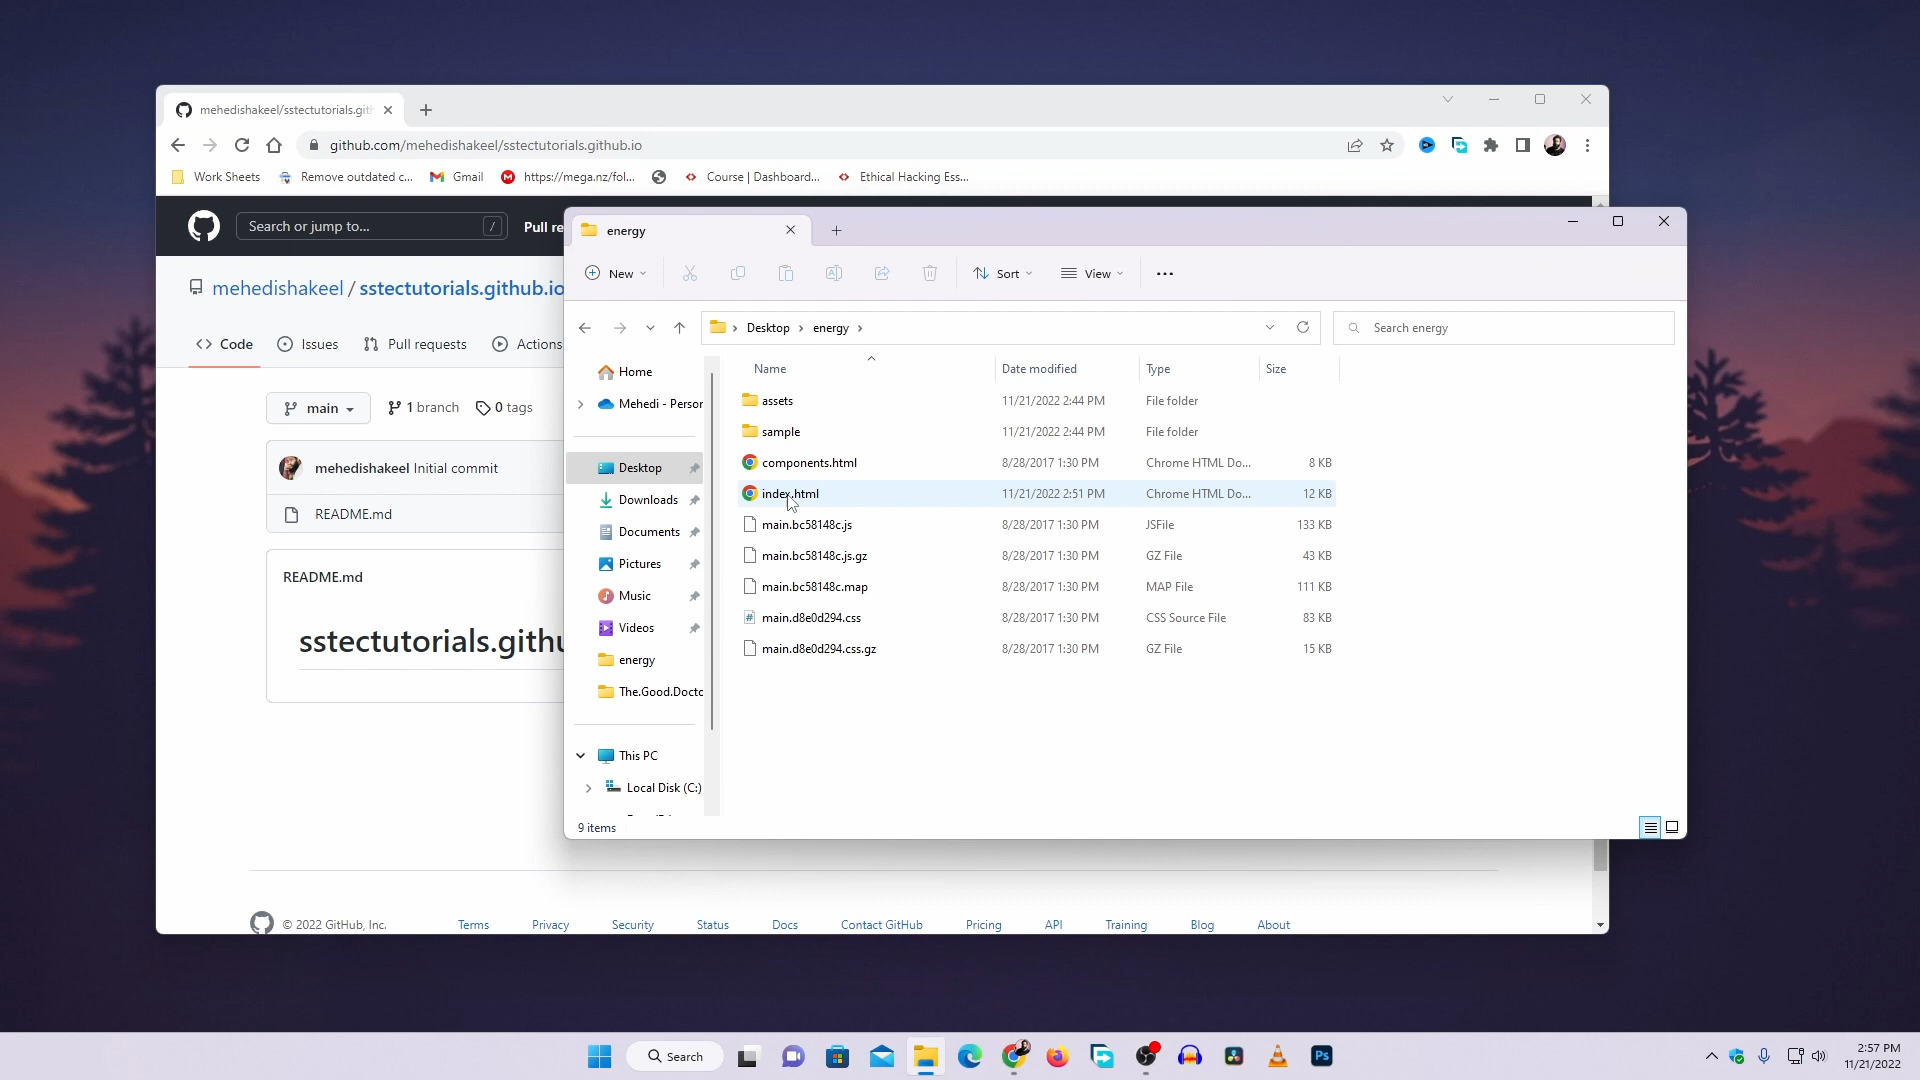 mehedishakeel/sstectutorials.gith
github.com/mehedishakeel/sstectutorials.github.io
Work Sheets
Remove outdated c...
Gmail
https://mega.nz/fol...
Course | Dashboard...
Ethical Hacking Ess...
Search or jump to...
/
Pull re
mehedishakeel / sstectutorials.github.io
Code
Issues
Pull requests
Actions
main
1 branch
0 tags
mehedishakeel Initial commit
README.md
README.md
sstectutorials.githu
© 2022 GitHub, Inc.
Terms
Privacy
Security
Status
Docs
Contact GitHub
Pricing
API
Training
Blog
About
energy
New
Sort
View
Desktop
energy
Search energy
Home
Mehedi - Person
Desktop
Downloads
Documents
Pictures
Music
Videos
energy
The.Good.Docto
This PC
Local Disk (C:)
Name Date modified Type Size
assets 11/21/2022 2:44 PM File folder
sample 11/21/2022 2:44 PM File folder
components.html 8/28/2017 1:30 PM Chrome HTML Do... 8 KB
index.html 11/21/2022 2:51 PM Chrome HTML Do... 12 KB
main.bc58148c.js 8/28/2017 1:30 PM JSFile 133 KB
main.bc58148c.js.gz 8/28/2017 1:30 PM GZ File 43 KB
main.bc58148c.map 8/28/2017 1:30 PM MAP File 111 KB
main.d8e0d294.css 8/28/2017 1:30 PM CSS Source File 83 KB
main.d8e0d294.css.gz 8/28/2017 1:30 PM GZ File 15 KB
9 items
Search
Ps
2:57 PM
11/21/2022